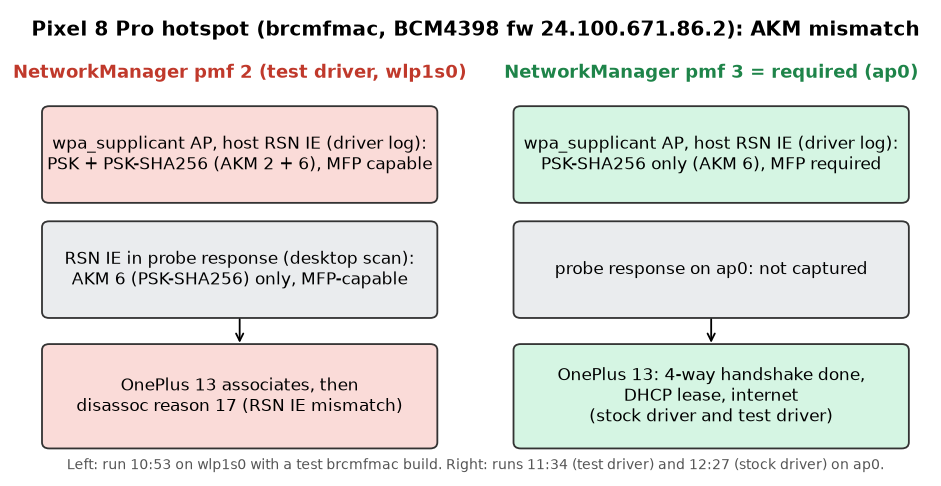 Pixel 8 Pro hotspot (brcmfmac, BCM4398 fw 24.100.671.86.2): AKM mismatch
NetworkManager pmf 2 (test driver, wlp1s0)
wpa_supplicant AP, host RSN IE (driver log):
PSK + PSK-SHA256 (AKM 2 + 6), MFP capable
RSN IE in probe response (desktop scan):
AKM 6 (PSK-SHA256) only, MFP-capable
OnePlus 13 associates, then
disassoc reason 17 (RSN IE mismatch)
NetworkManager pmf 3 = required (ap0)
wpa_supplicant AP, host RSN IE (driver log):
PSK-SHA256 only (AKM 6), MFP required
probe response on ap0: not captured
OnePlus 13: 4-way handshake done,
DHCP lease, internet
(stock driver and test driver)
Left: run 10:53 on wlp1s0 with a test brcmfmac build. Right: runs 11:34 (test driver) and 12:27 (stock driver) on ap0.